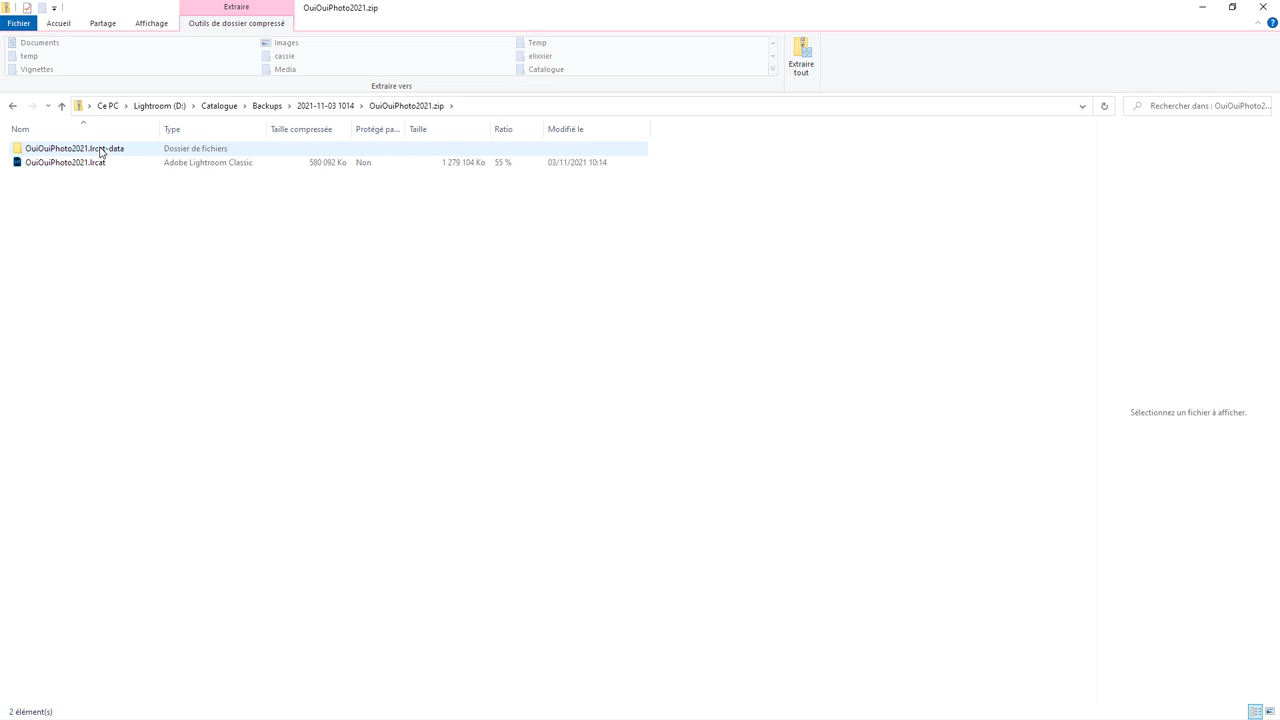 Extraire
OuiOuiPhoto2021.zip
Fichier
Accueil
Partage
Affichage
Outils de dossier compressé
Documents
Images
Temp
temp
cassie
elixxier
Vignettes
Media
Catalogue
Extraire
tout
Extraire vers
Ce PC > Lightroom (D:) > Catalogue > Backups > 2021-11-03 1014 > OuiOuiPhoto2021.zip >
Rechercher dans : OuiOuiPhoto2...
Nom Type Taille compressée Protégé pa... Taille Ratio Modifié le
OuiOuiPhoto2021.lrcat-data Dossier de fichiers
OuiOuiPhoto2021.lrcat Adobe Lightroom Classic 580 092 Ko Non 1 279 104 Ko 55 % 03/11/2021 10:14
Sélectionnez un fichier à afficher.
2 élément(s)